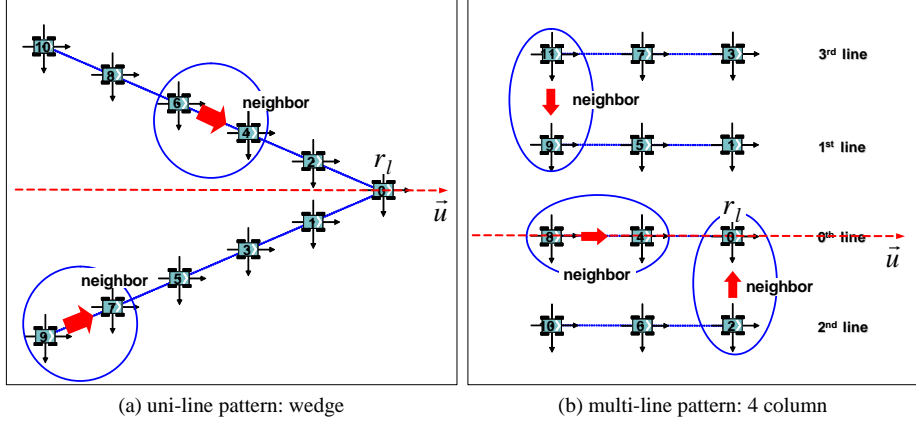 10
8
6
neighbor
4
2
r_l
0
u⃗
1
3
5
neighbor
7
9
(a) uni-line pattern: wedge
11
7
3
3rd line
neighbor
9
5
1
1st line
r_l
8
4
0
0th line
u⃗
neighbor
neighbor
10
6
2
2nd line
(b) multi-line pattern: 4 column